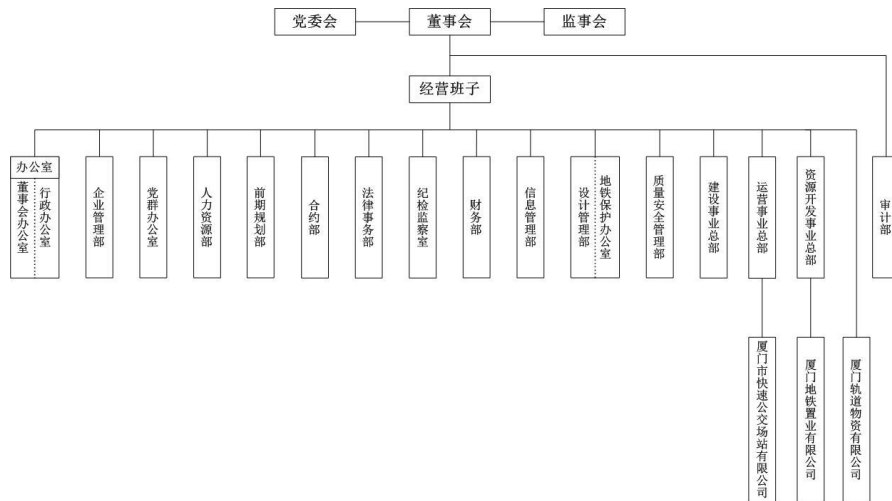 党委会
董事会
监事会
经营班子
办公室
董事会办公室
行政办公室
企业管理部
党群办公室
人力资源部
前期规划部
合约部
法律事务部
纪检监察室
财务部
信息管理部
设计管理部
地铁保护办公室
质量安全管理部
建设事业总部
运营事业总部
资源开发事业总部
审计部
厦门市快速公交场站有限公司
厦门地铁置业有限公司
厦门轨道物资有限公司